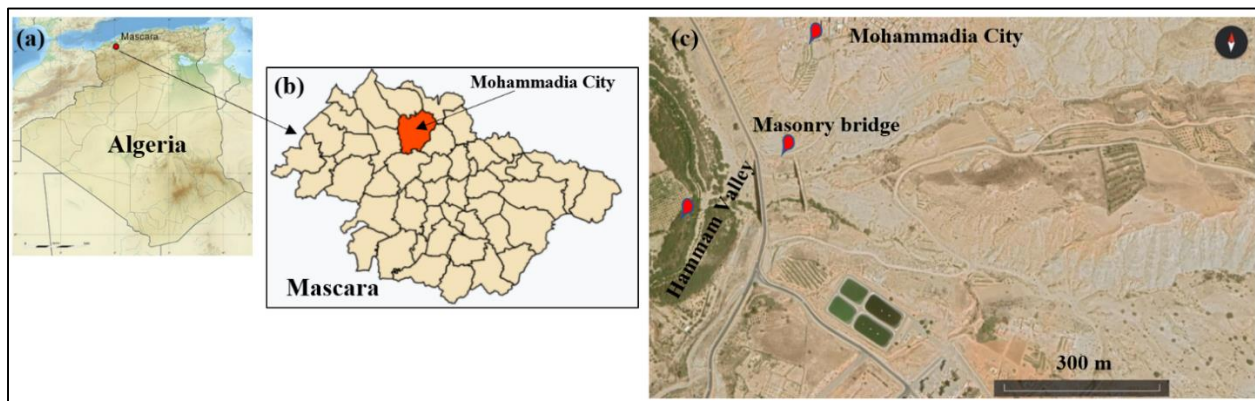 (a)
Mascara
Algeria
(b)
Mohammadia City
Mascara
(c)
Mohammadia City
Masonry bridge
Hammam Valley
300 m